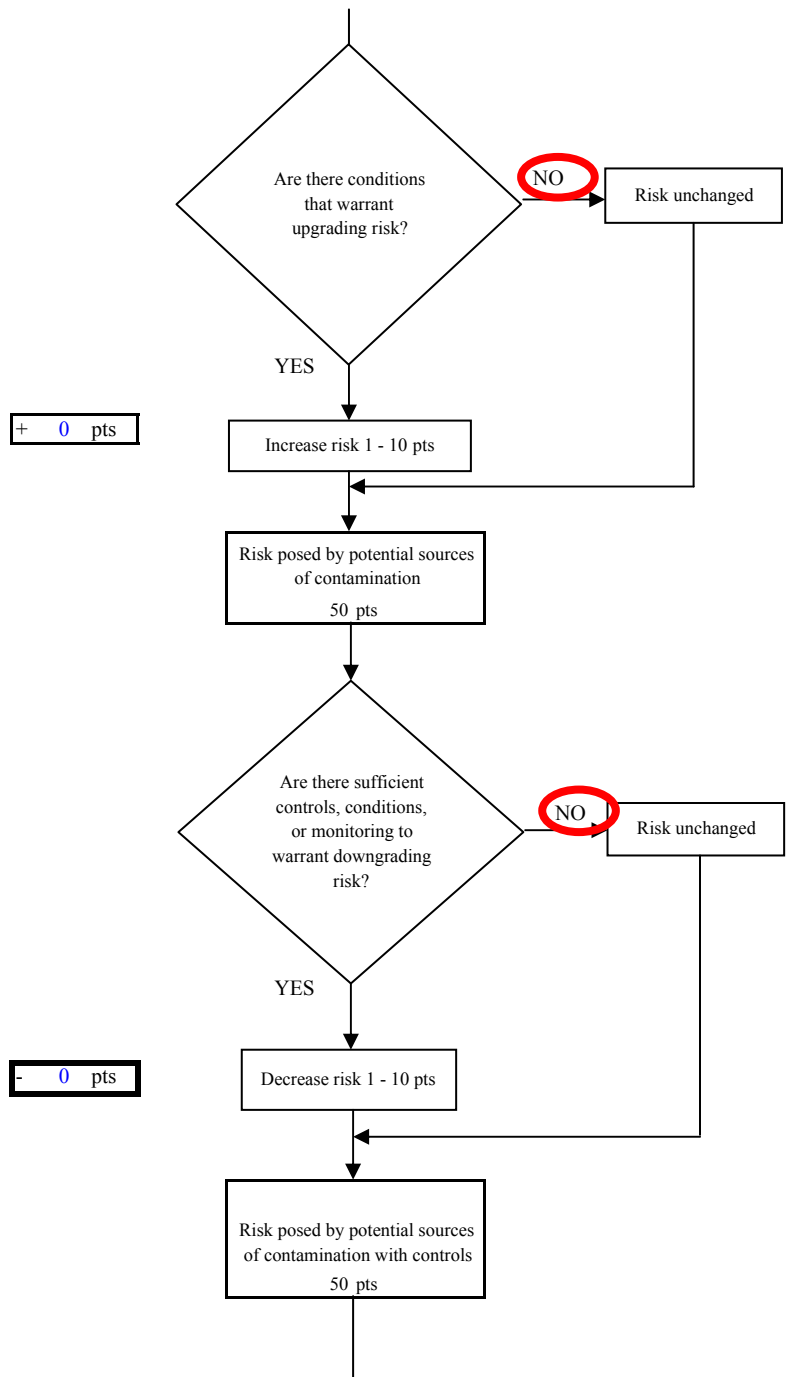 Are there conditions
that warrant
upgrading risk?
NO
Risk unchanged
YES
+ 0 pts
Increase risk 1 - 10 pts
Risk posed by potential sources
of contamination
50 pts
Are there sufficient
controls, conditions,
or monitoring to
warrant downgrading
risk?
NO
Risk unchanged
YES
- 0 pts
Decrease risk 1 - 10 pts
Risk posed by potential sources
of contamination with controls
50 pts